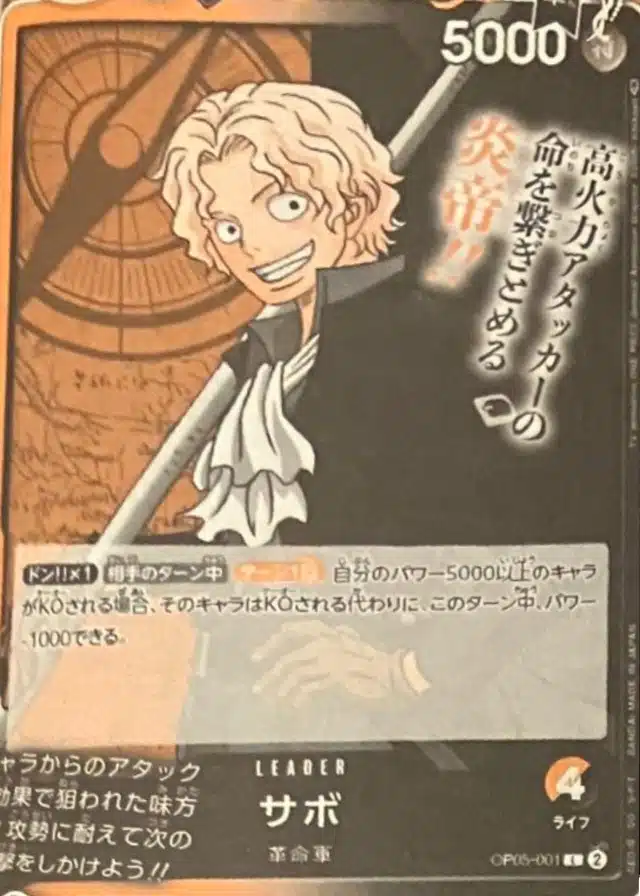 5000
高火力アタッカーの
命を繋ぎとめる
炎帝!!
ドン!!×1 相手のターン中 ターン1回 自分のパワー5000以上のキャラ
がKOされる場合、そのキャラはKOされる代わりに、このターン中、パワー
-1000できる。
ャラからのアタック
効果で狙われた味方
攻勢に耐えて次の
撃をしかけよう!!
LEADER
サボ
革命軍
4
ライフ
OP05-001 L 2
BANDAI MADE IN JAPAN